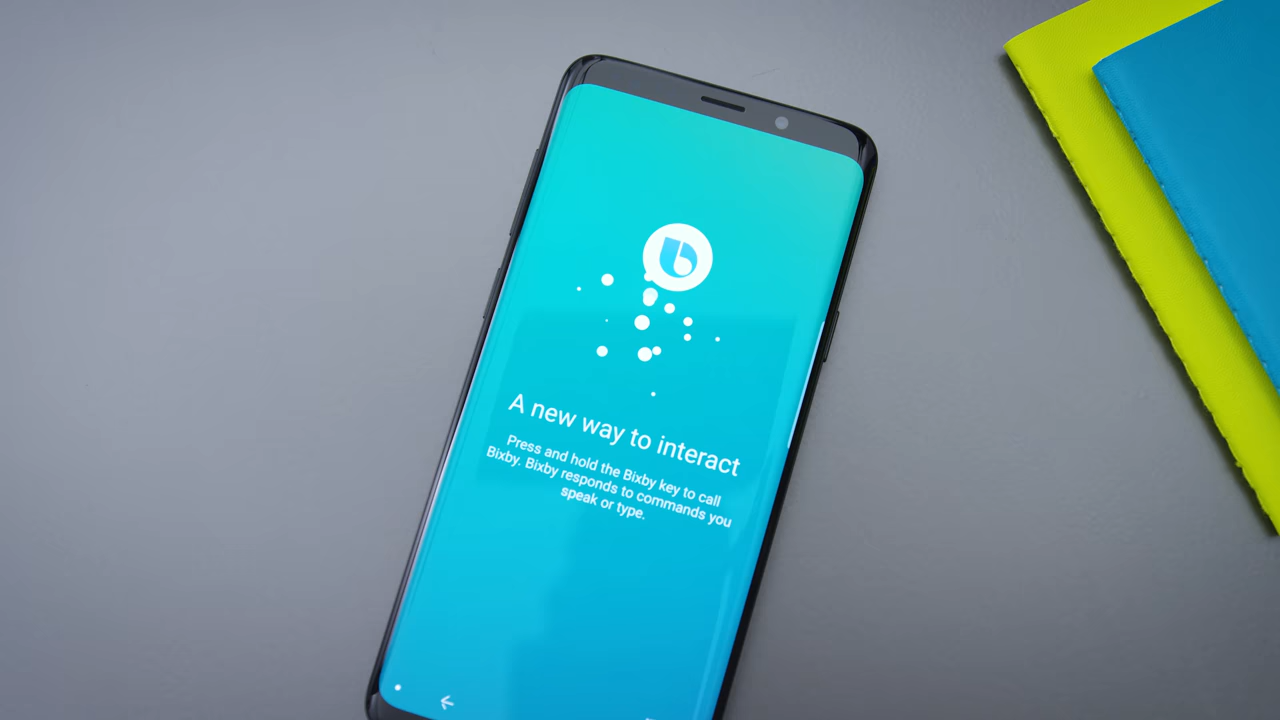 A new way to interact
Press and hold the Bixby key to call
Bixby. Bixby responds to commands you
speak or type.